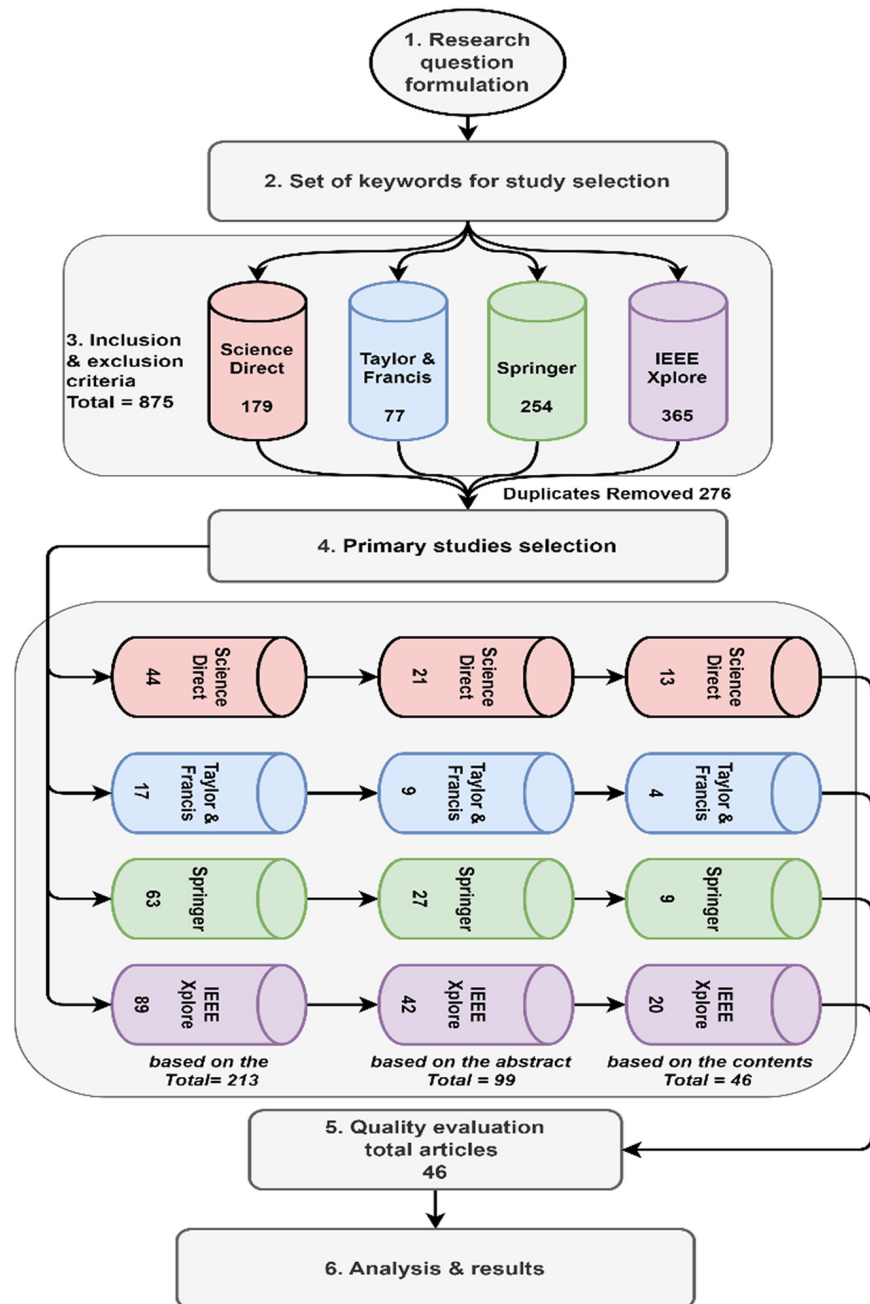 1. Research
question
formulation
2. Set of keywords for study selection
3. Inclusion
& exclusion
criteria
Total = 875
Science
Direct
179
Taylor &
Francis
77
Springer
254
IEEE
Xplore
365
Duplicates Removed 276
4. Primary studies selection
Science
Direct
44
Science
Direct
21
Science
Direct
13
Taylor &
Francis
17
Taylor &
Francis
9
Taylor &
Francis
4
Springer
63
Springer
27
Springer
9
IEEE
Xplore
89
IEEE
Xplore
42
IEEE
Xplore
20
based on the
Total= 213
based on the abstract
Total = 99
based on the contents
Total = 46
5. Quality evaluation
total articles
46
6. Analysis & results